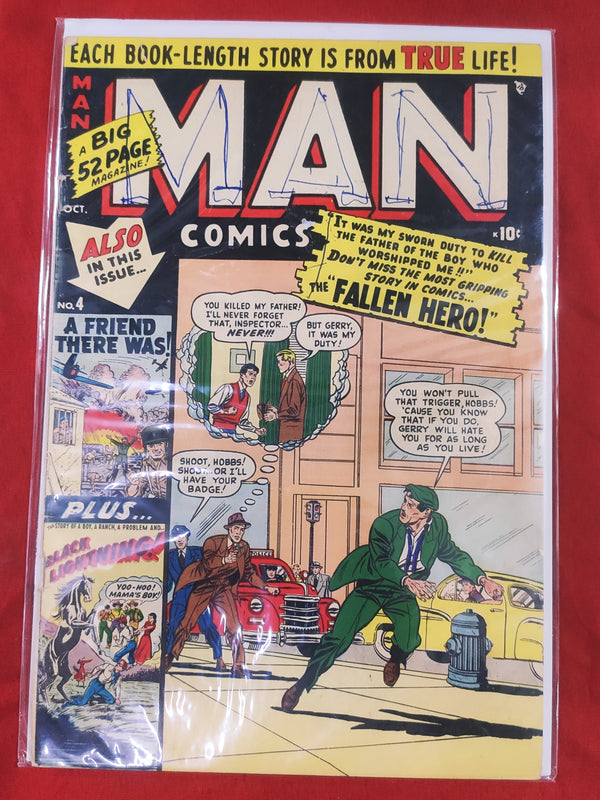 EACH BOOK-LENGTH STORY IS FROM TRUE LIFE!
MAN
MAN
A BIG
52 PAGE
MAGAZINE!
OCT.
COMICS
K 10¢
ALSO
IN THIS
ISSUE...
NO. 4
"IT WAS MY SWORN DUTY TO KILL
THE FATHER OF THE BOY WHO
WORSHIPPED ME!!"
DON'T MISS THE MOST GRIPPING
STORY IN COMICS...
THE "FALLEN HERO!"
A FRIEND
THERE WAS!
YOU KILLED MY FATHER!
I'LL NEVER FORGET
THAT, INSPECTOR...
NEVER!!!
BUT GERRY,
IT WAS MY
DUTY!
YOU WON'T PULL
THAT TRIGGER, HOBBS!
'CAUSE YOU KNOW
THAT IF YOU DO,
GERRY WILL HATE
YOU FOR AS LONG
AS YOU LIVE!
SHOOT, HOBBS!
SHOOT... OR I'LL
HAVE YOUR
BADGE!
PLUS...
STORY OF A BOY, A RANCH, A PROBLEM AND...
BLACK
LIGHTNING!
YOO-HOO!
MAMA'S BOY!